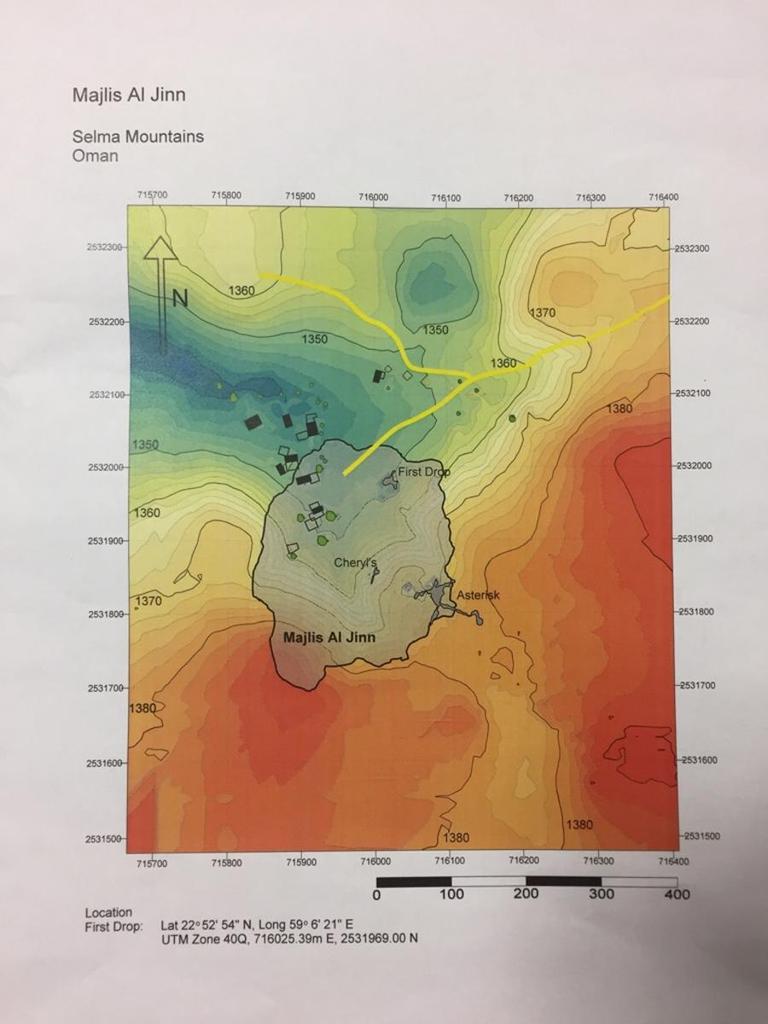 Majlis Al Jinn
Selma Mountains
Oman
715700 715800 715900 716000 716100 716200 716300 716400
2532300 2532300
N
1360
1370
2532200 2532200
1350
1350
1360
2532100 2532100
1380
1350
2532000 2532000
First Drop
1360
2531900 2531900
Cheryl's
1370
Asterisk
2531800 2531800
Majlis Al Jinn
2531700 2531700
1380
2531600 2531600
1380
1380
2531500 2531500
715700 715800 715900 716000 716100 716200 716300 716400
0 100 200 300 400
Location
First Drop: Lat 22º 52' 54" N, Long 59º 6' 21" E
UTM Zone 40Q, 716025.39m E, 2531969.00 N